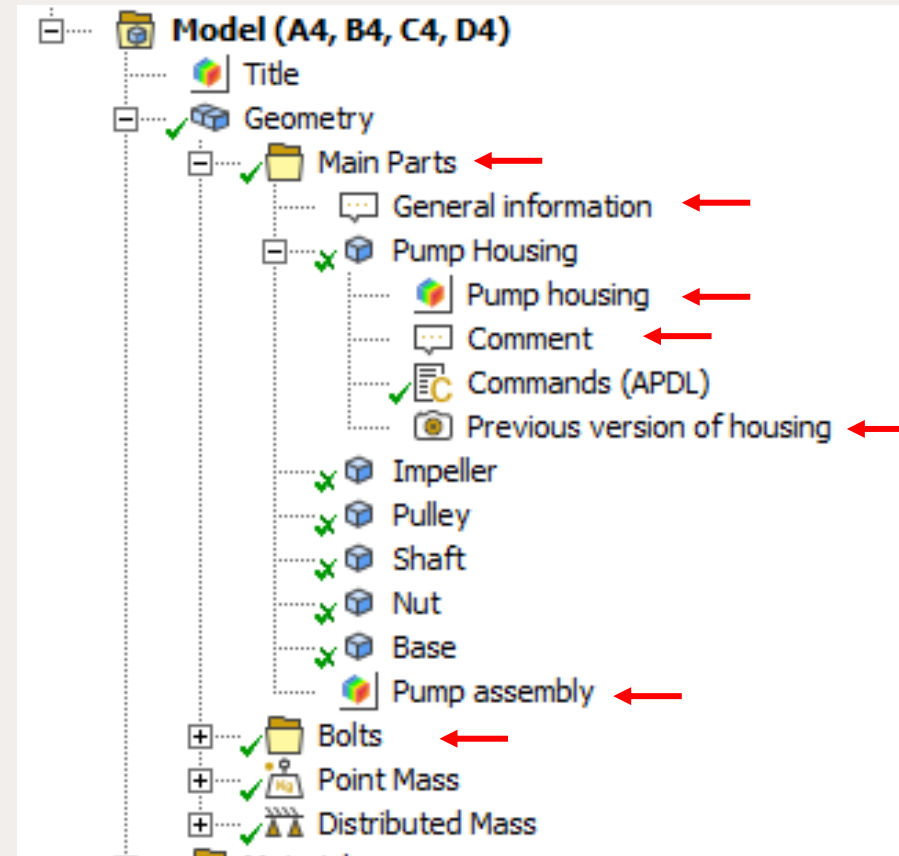 Model (A4, B4, C4, D4)
Title
Geometry
Main Parts
General information
Pump Housing
Pump housing
Comment
Commands (APDL)
Previous version of housing
Impeller
Pulley
Shaft
Nut
Base
Pump assembly
Bolts
Point Mass
Distributed Mass